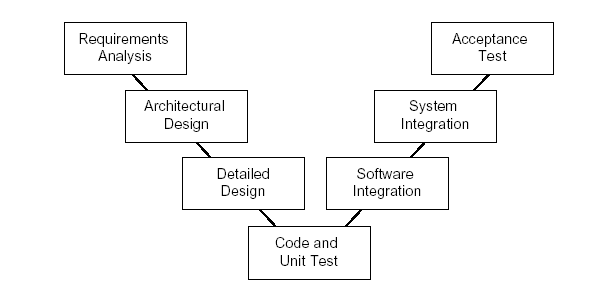 Requirements
Analysis
Acceptance
Test
Architectural
Design
System
Integration
Detailed
Design
Software
Integration
Code and
Unit Test